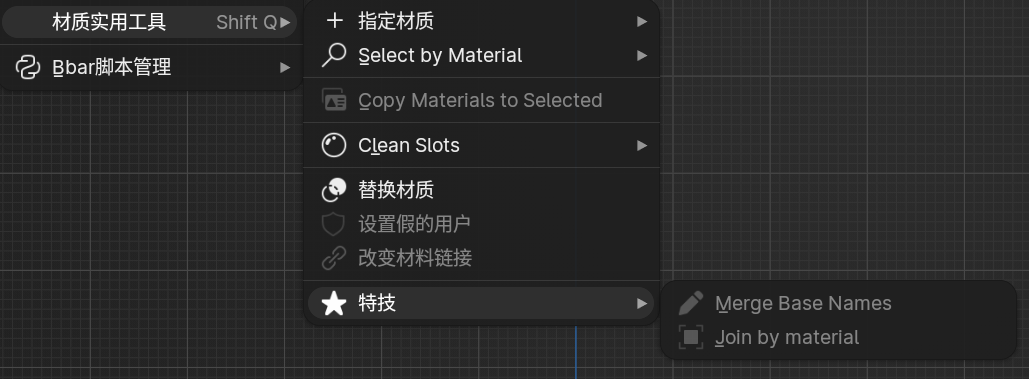 材质实用工具 Shift Q
Bbar脚本管理
指定材质
Select by Material
Copy Materials to Selected
Clean Slots
替换材质
设置假的用户
改变材料链接
特技
Merge Base Names
Join by material